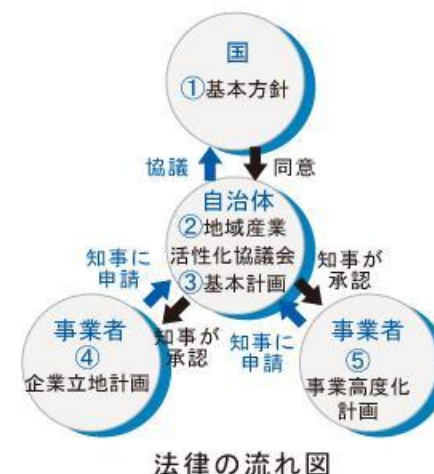 国
①基本方針
協議
同意
自治体
②地域産業
活性化協議会
③基本計画
知事に
申請
知事が
承認
知事が
承認
知事に
申請
事業者
④
企業立地計画
事業者
⑤
事業高度化
計画
法律の流れ図